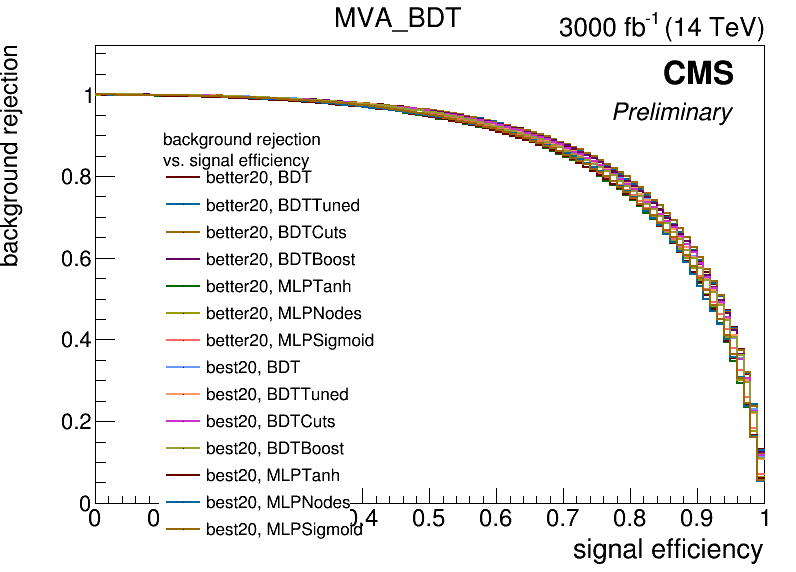 MVA_BDT
3000 fb-1 (14 TeV)
CMS
Preliminary
background rejection
1
0.8
0.6
0.4
0.2
0
background rejection
vs. signal efficiency
better20, BDT
better20, BDTTuned
better20, BDTCuts
better20, BDTBoost
better20, MLPTanh
better20, MLPNodes
better20, MLPSigmoid
best20, BDT
best20, BDTTuned
best20, BDTCuts
best20, BDTBoost
best20, MLPTanh
best20, MLPNodes
best20, MLPSigmoid
0 0 .4 0.5 0.6 0.7 0.8 0.9 1
signal efficiency